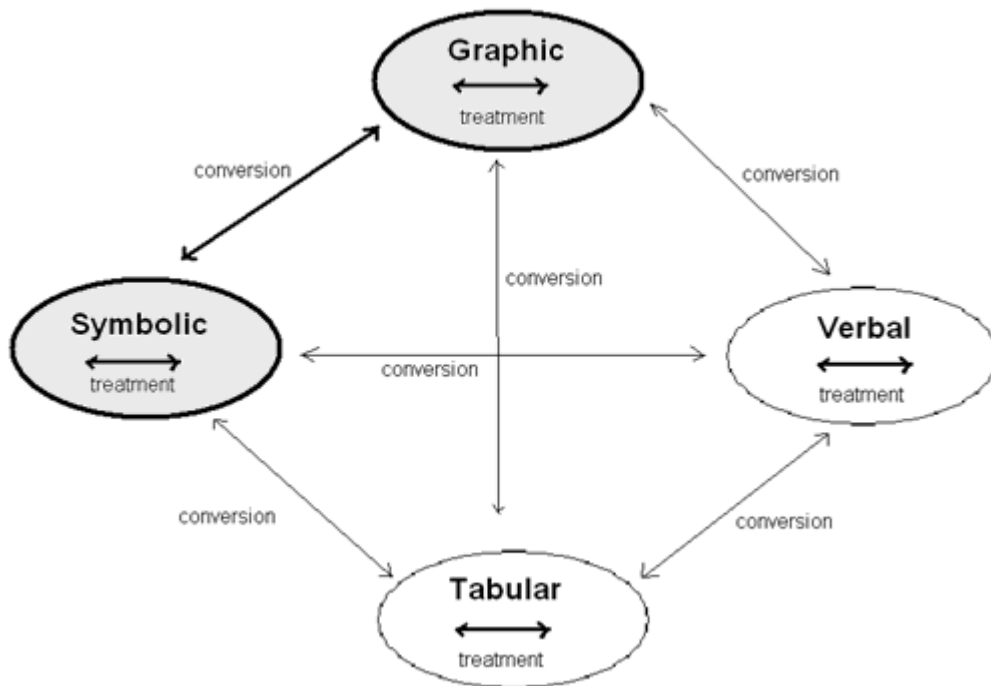 Graphic
treatment
conversion
conversion
conversion
Symbolic
treatment
Verbal
treatment
conversion
conversion
conversion
Tabular
treatment